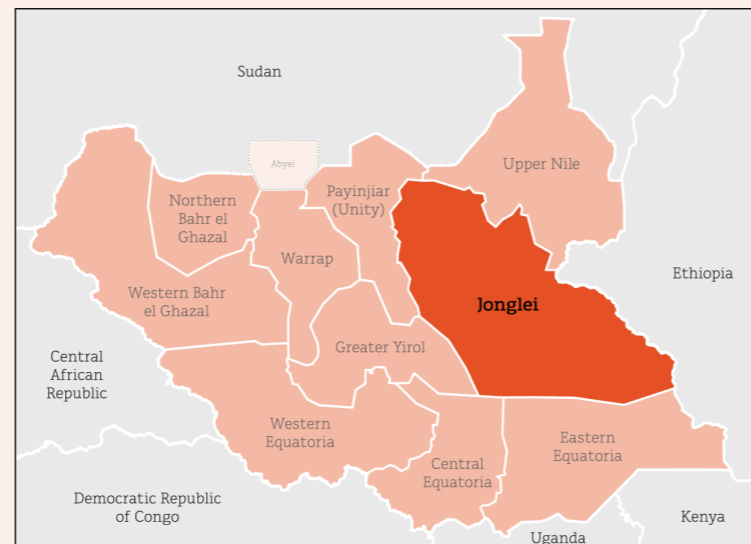 Sudan
Upper Nile
Abyei
Northern
Bahr el
Ghazal
Payinjiar
(Unity)
Warrap
Ethiopia
Western Bahr
el Ghazal
Jonglei
Greater Yirol
Central
African
Republic
Western
Equatoria
Eastern
Equatoria
Central
Equatoria
Democratic Republic
of Congo
Kenya
Uganda